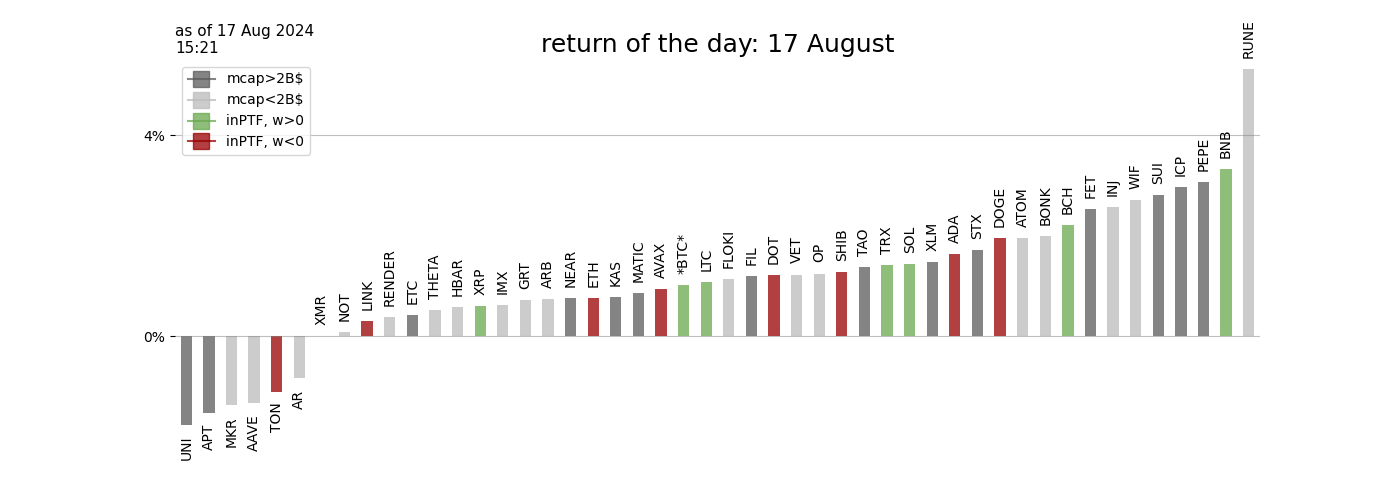 as of 17 Aug 2024
15:21
return of the day: 17 August
mcap>2B$
mcap<2B$
inPTF, w>0
inPTF, w<0
4%
0%
UNI
APT
MKR
AAVE
TON
AR
XMR
NOT
LINK
RENDER
ETC
THETA
HBAR
XRP
IMX
GRT
ARB
NEAR
ETH
KAS
MATIC
AVAX
*BTC*
LTC
FLOKI
FIL
DOT
VET
OP
SHIB
TAO
TRX
SOL
XLM
ADA
STX
DOGE
ATOM
BONK
BCH
FET
INJ
WIF
SUI
ICP
PEPE
BNB
RUNE